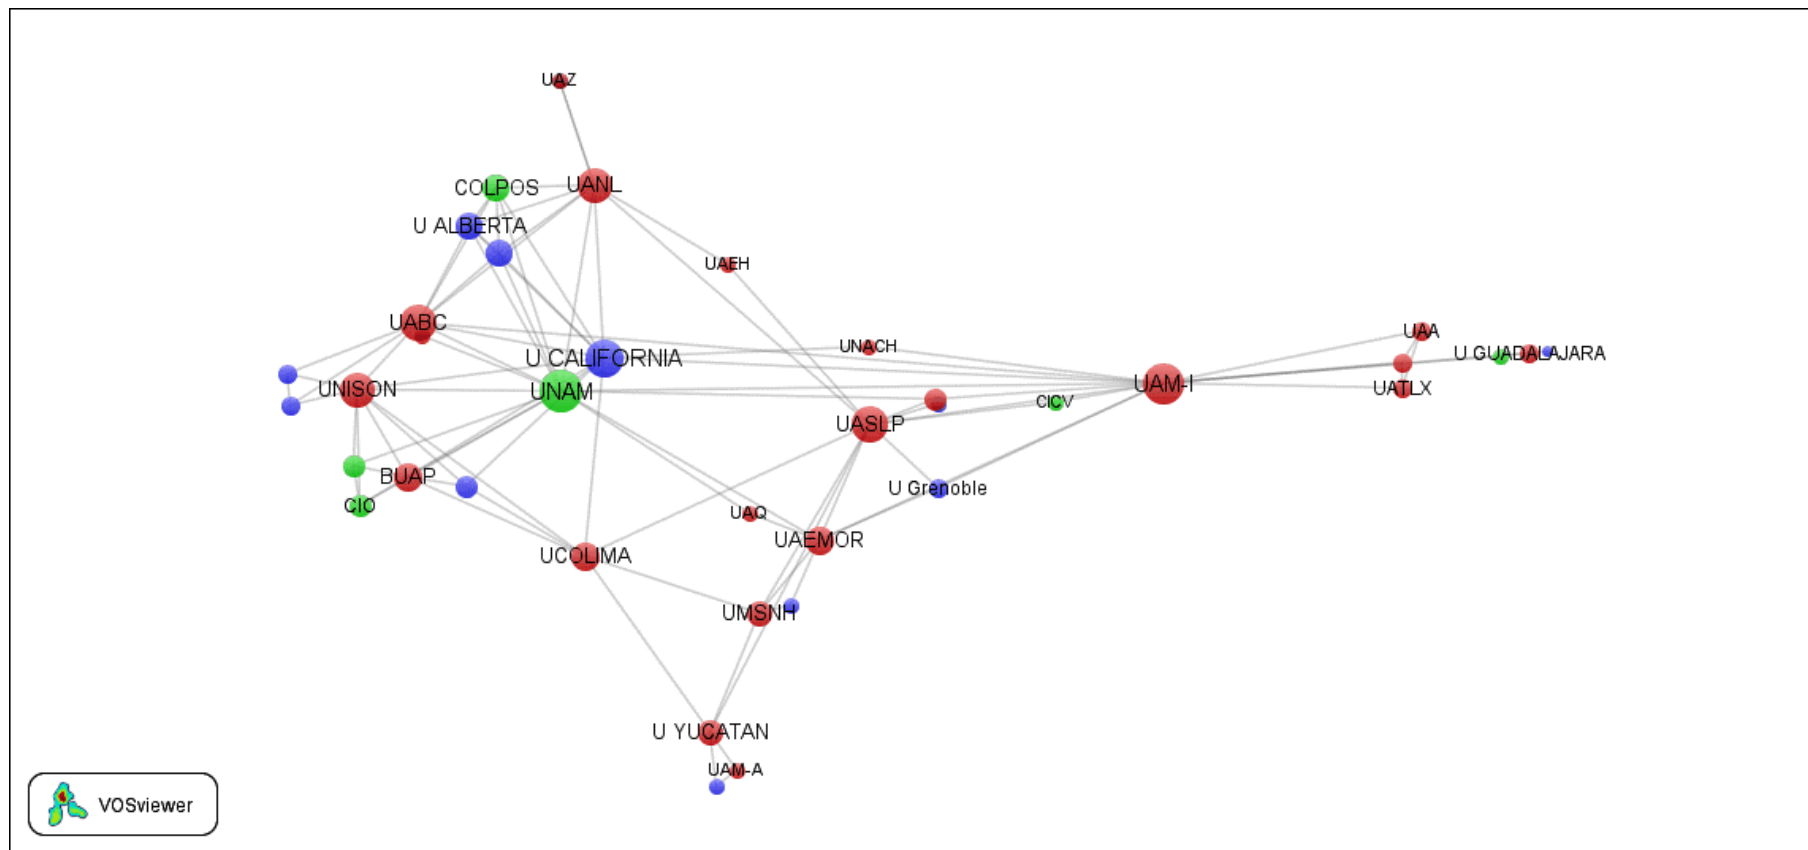 UAZ
COLPOS
UANL
U ALBERTA
UAEH
UABC
UAA
UNACH
U CALIFORNIA
U GUADALAJARA
UNISON
UNAM
UAM-I
UATLX
CICV
UASLP
BUAP
U Grenoble
CIO
UAQ
UAEMOR
UCOLIMA
UMSNH
U YUCATAN
UAM-A
VOSviewer